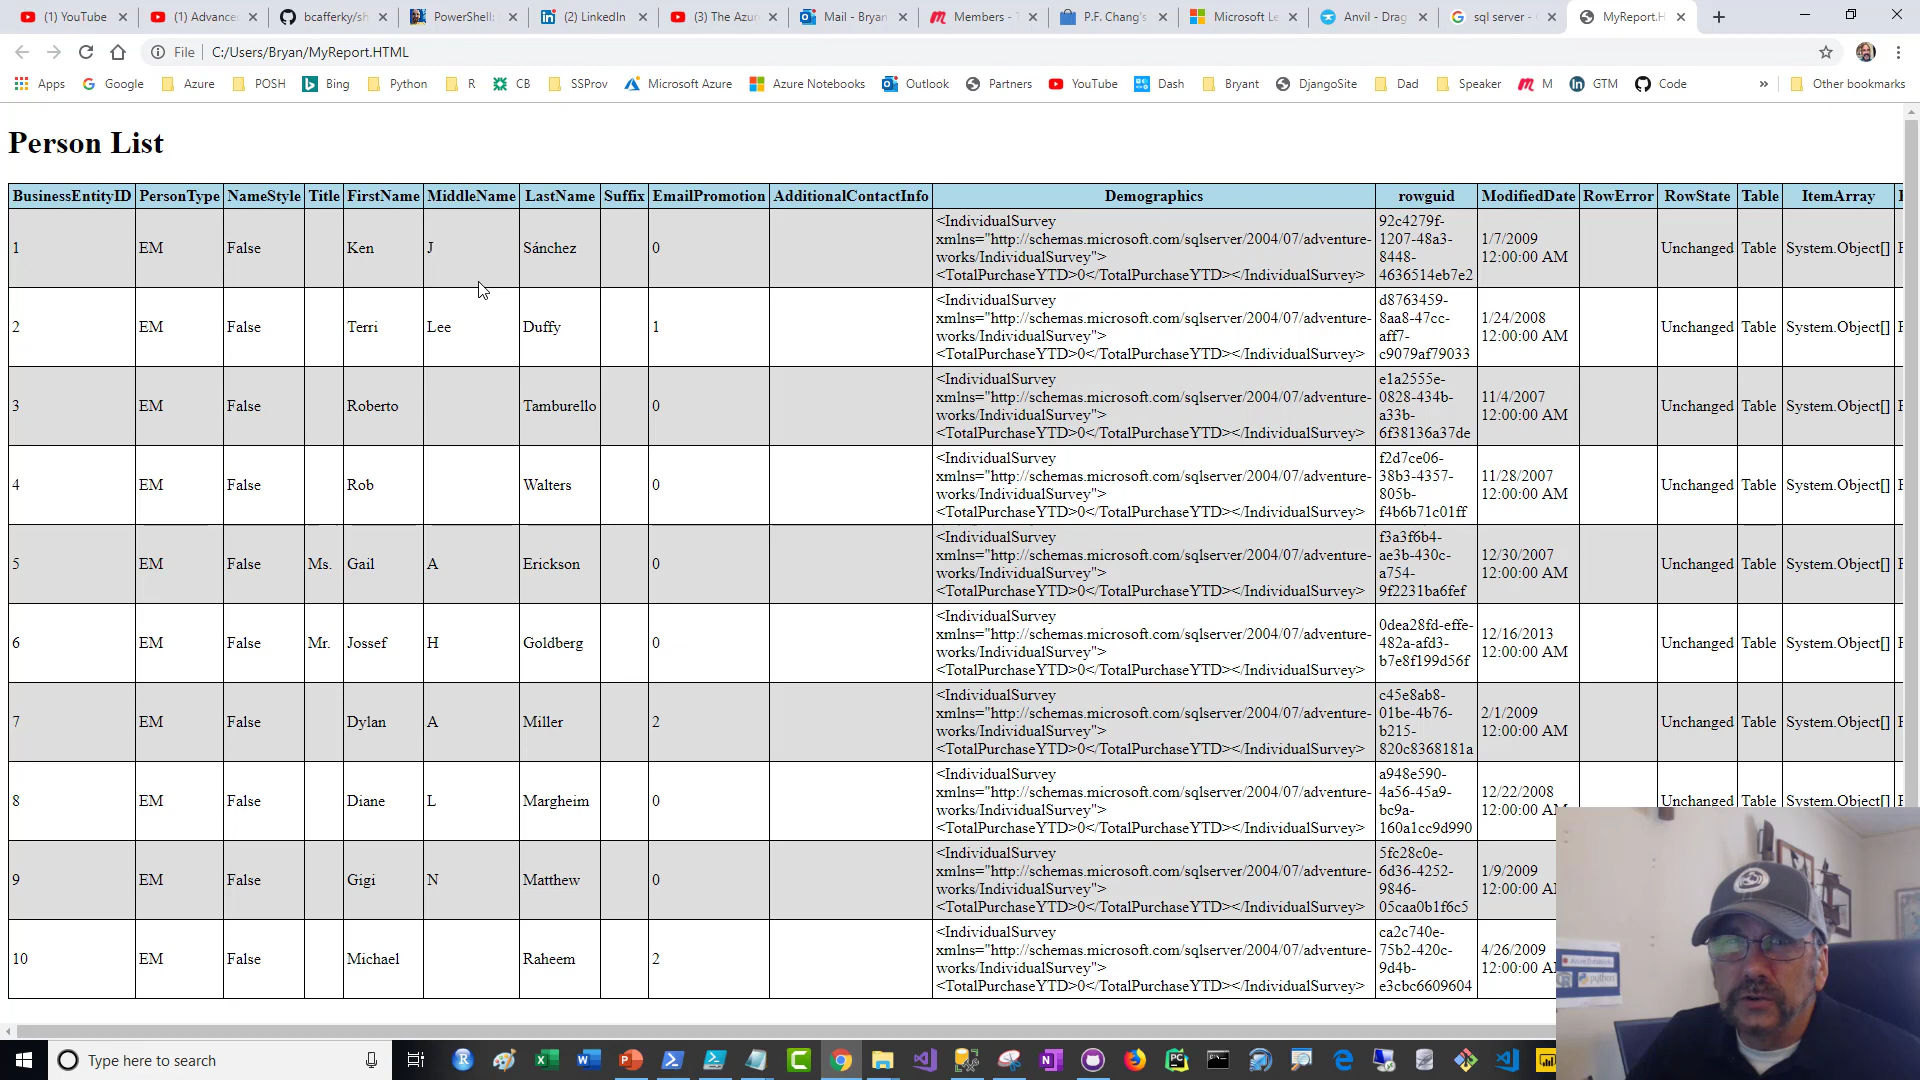 (1) YouTube
(1) Advance
bcafferky/sh
PowerShell:
(2) LinkedIn
(3) The Azur
Mail - Bryan
Members -
P.F. Chang's
Microsoft Le
Anvil - Drag
sql server -
MyReport.H
File
C:/Users/Bryan/MyReport.HTML
Apps
Google
Azure
POSH
Bing
Python
R
CB
SSProv
Microsoft Azure
Azure Notebooks
Outlook
Partners
YouTube
Dash
Bryant
DjangoSite
Dad
Speaker
M
GTM
Code
»
Other bookmarks
Person List
BusinessEntityID PersonType NameStyle Title FirstName MiddleName LastName Suffix EmailPromotion AdditionalContactInfo Demographics rowguid ModifiedDate RowError RowState Table ItemArray
<IndividualSurvey 92c4279f-
xmlns="http://schemas.microsoft.com/sqlserver/2004/07/adventure- 1207-48a3- 1/7/2009
1 EM False Ken J Sánchez 0 Unchanged Table System.Object[]
works/IndividualSurvey"> 8448- 12:00:00 AM
<TotalPurchaseYTD>0</TotalPurchaseYTD></IndividualSurvey> 4636514eb7e2
<IndividualSurvey d8763459-
xmlns="http://schemas.microsoft.com/sqlserver/2004/07/adventure- 8aa8-47cc- 1/24/2008
2 EM False Terri Lee Duffy 1 Unchanged Table System.Object[]
works/IndividualSurvey"> aff7- 12:00:00 AM
<TotalPurchaseYTD>0</TotalPurchaseYTD></IndividualSurvey> c9079af79033
<IndividualSurvey e1a2555e-
xmlns="http://schemas.microsoft.com/sqlserver/2004/07/adventure- 0828-434b- 11/4/2007
3 EM False Roberto Tamburello 0 Unchanged Table System.Object[]
works/IndividualSurvey"> a33b- 12:00:00 AM
<TotalPurchaseYTD>0</TotalPurchaseYTD></IndividualSurvey> 6f38136a37de
<IndividualSurvey f2d7ce06-
xmlns="http://schemas.microsoft.com/sqlserver/2004/07/adventure- 38b3-4357- 11/28/2007
4 EM False Rob Walters 0 Unchanged Table System.Object[]
works/IndividualSurvey"> 805b- 12:00:00 AM
<TotalPurchaseYTD>0</TotalPurchaseYTD></IndividualSurvey> f4b6b71c01ff
<IndividualSurvey f3a3f6b4-
xmlns="http://schemas.microsoft.com/sqlserver/2004/07/adventure- ae3b-430c- 12/30/2007
5 EM False Ms. Gail A Erickson 0 Unchanged Table System.Object[]
works/IndividualSurvey"> a754- 12:00:00 AM
<TotalPurchaseYTD>0</TotalPurchaseYTD></IndividualSurvey> 9f2231ba6fef
<IndividualSurvey 0dea28fd-effe-
xmlns="http://schemas.microsoft.com/sqlserver/2004/07/adventure- 482a-afd3- 12/16/2013
6 EM False Mr. Jossef H Goldberg 0 Unchanged Table System.Object[]
works/IndividualSurvey"> b7e8f199d56f 12:00:00 AM
<TotalPurchaseYTD>0</TotalPurchaseYTD></IndividualSurvey>
<IndividualSurvey c45e8ab8-
xmlns="http://schemas.microsoft.com/sqlserver/2004/07/adventure- 01be-4b76- 2/1/2009
7 EM False Dylan A Miller 2 Unchanged Table System.Object[]
works/IndividualSurvey"> b215- 12:00:00 AM
<TotalPurchaseYTD>0</TotalPurchaseYTD></IndividualSurvey> 820c8368181a
<IndividualSurvey a948e590-
xmlns="http://schemas.microsoft.com/sqlserver/2004/07/adventure- 4a56-45a9- 12/22/2008
8 EM False Diane L Margheim 0 Unchanged Table System.Object[]
works/IndividualSurvey"> bc9a- 12:00:00 AM
<TotalPurchaseYTD>0</TotalPurchaseYTD></IndividualSurvey> 160a1cc9d990
<IndividualSurvey 5fc28c0e-
xmlns="http://schemas.microsoft.com/sqlserver/2004/07/adventure- 6d36-4252- 1/9/2009
9 EM False Gigi N Matthew 0
works/IndividualSurvey"> 9846- 12:00:00 A
<TotalPurchaseYTD>0</TotalPurchaseYTD></IndividualSurvey> 05caa0b1f6c5
<IndividualSurvey ca2c740e-
xmlns="http://schemas.microsoft.com/sqlserver/2004/07/adventure- 75b2-420c- 4/26/2009
10 EM False Michael Raheem 2
works/IndividualSurvey"> 9d4b- 12:00:00 A
<TotalPurchaseYTD>0</TotalPurchaseYTD></IndividualSurvey> e3cbc6609604
python
Type here to search